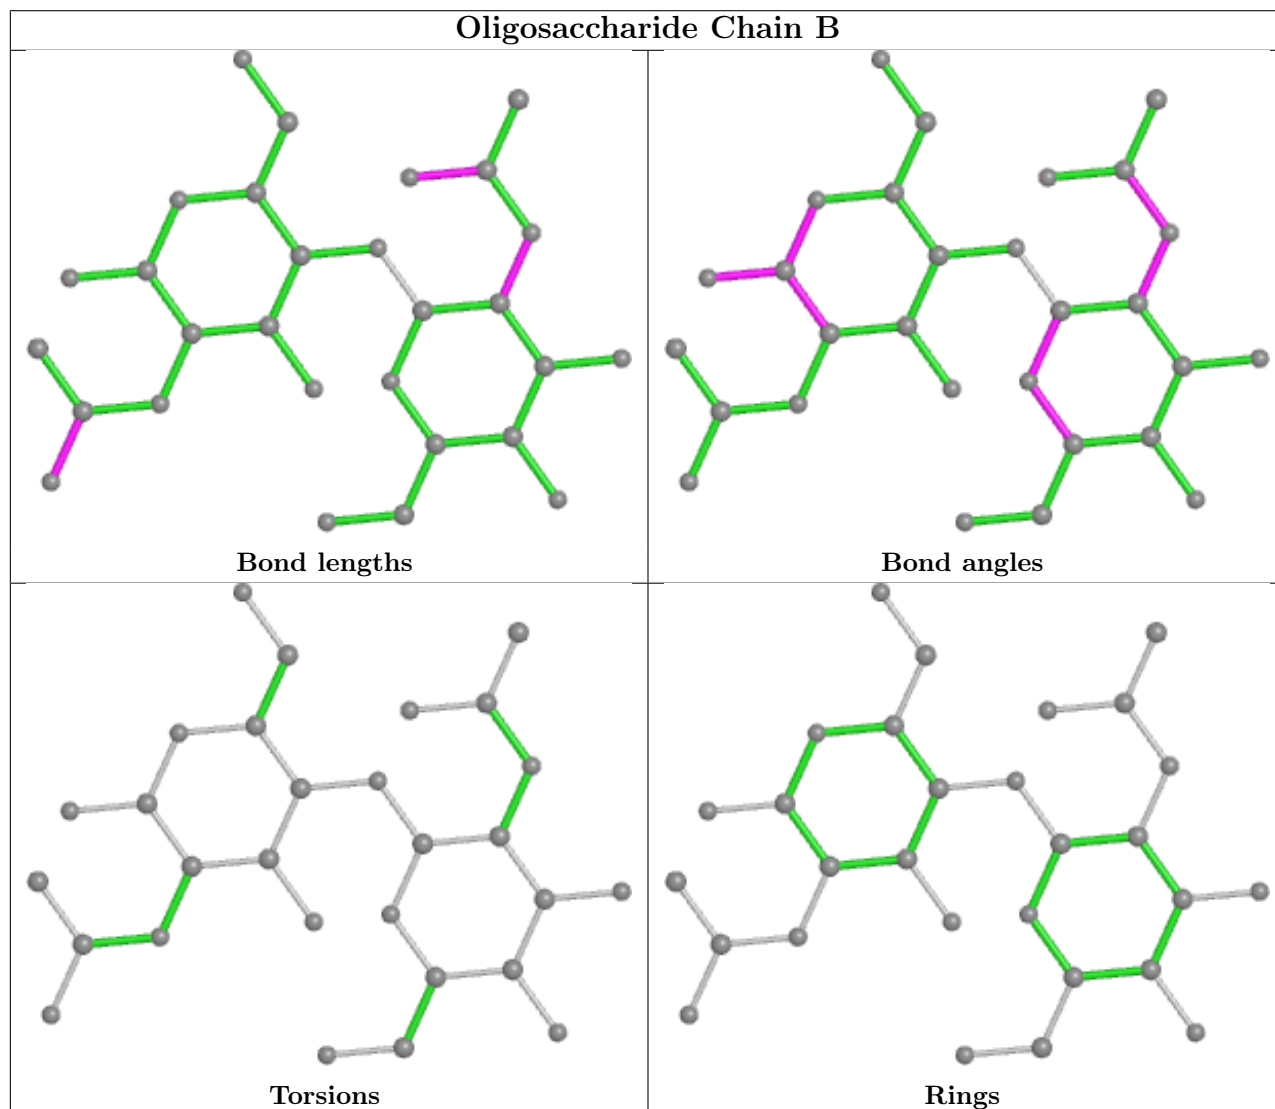 Oligosaccharide Chain B
Bond lengths
Bond angles
Torsions
Rings